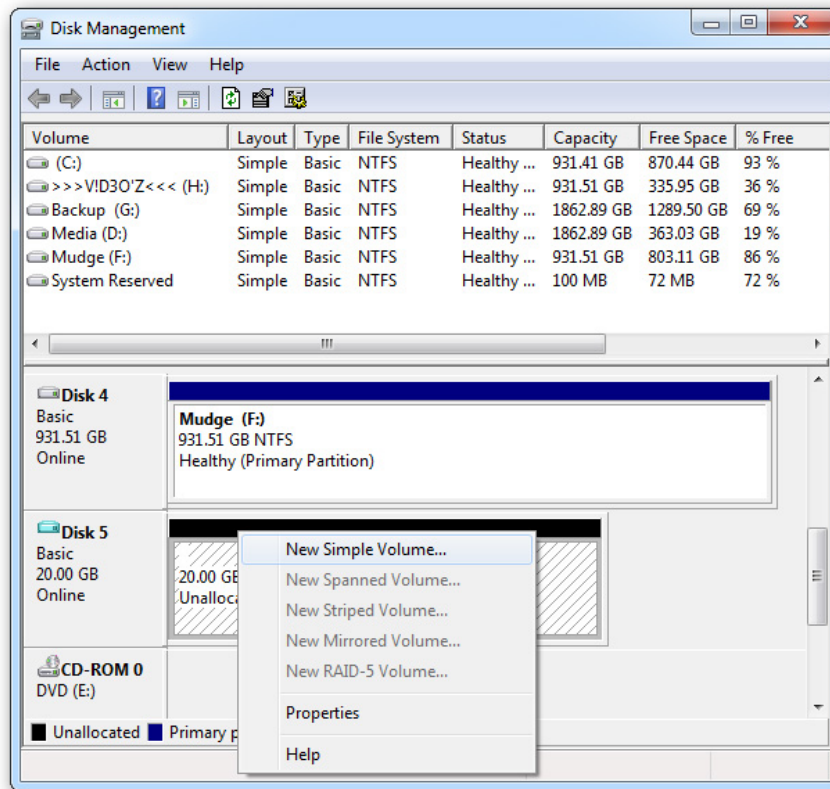 Disk Management
File Action View Help
Volume Layout Type File System Status Capacity Free Space % Free
(C:) Simple Basic NTFS Healthy ... 931.41 GB 870.44 GB 93 %
>>>V!D3O'Z<<< (H:) Simple Basic NTFS Healthy ... 931.51 GB 335.95 GB 36 %
Backup (G:) Simple Basic NTFS Healthy ... 1862.89 GB 1289.50 GB 69 %
Media (D:) Simple Basic NTFS Healthy ... 1862.89 GB 363.03 GB 19 %
Mudge (F:) Simple Basic NTFS Healthy ... 931.51 GB 803.11 GB 86 %
System Reserved Simple Basic NTFS Healthy ... 100 MB 72 MB 72 %
Disk 4
Basic
931.51 GB
Online
Mudge (F:)
931.51 GB NTFS
Healthy (Primary Partition)
Disk 5
Basic
20.00 GB
Online
20.00 GB
Unalloca
New Simple Volume...
New Spanned Volume...
New Striped Volume...
New Mirrored Volume...
New RAID-5 Volume...
Properties
Help
CD-ROM 0
DVD (E:)
Unallocated Primary p